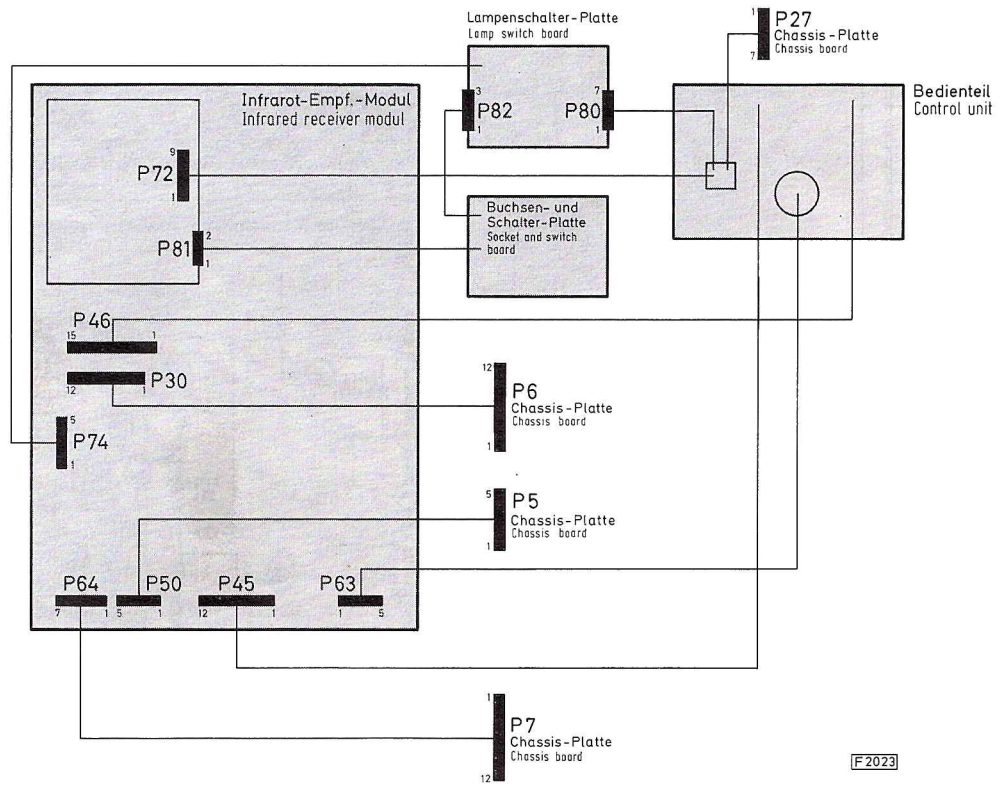 Lampenschalter-Platte
Lamp switch board
3
P82
1
7
P80
1
1
P27
Chassis-Platte
Chassis board
7
Bedienteil
Control unit
Infrarot-Empf.-Modul
Infrared receiver modul
9
P72
1
P81
2
1
Buchsen- und
Schalter-Platte
Socket and switch
board
P46
15
1
P30
12
1
5
P74
1
12
P6
Chassis-Platte
Chassis board
1
5
P5
Chassis-Platte
Chassis board
1
P64
7
1
P50
5
1
P45
12
1
P63
1
5
1
P7
Chassis-Platte
Chassis board
12
F2023